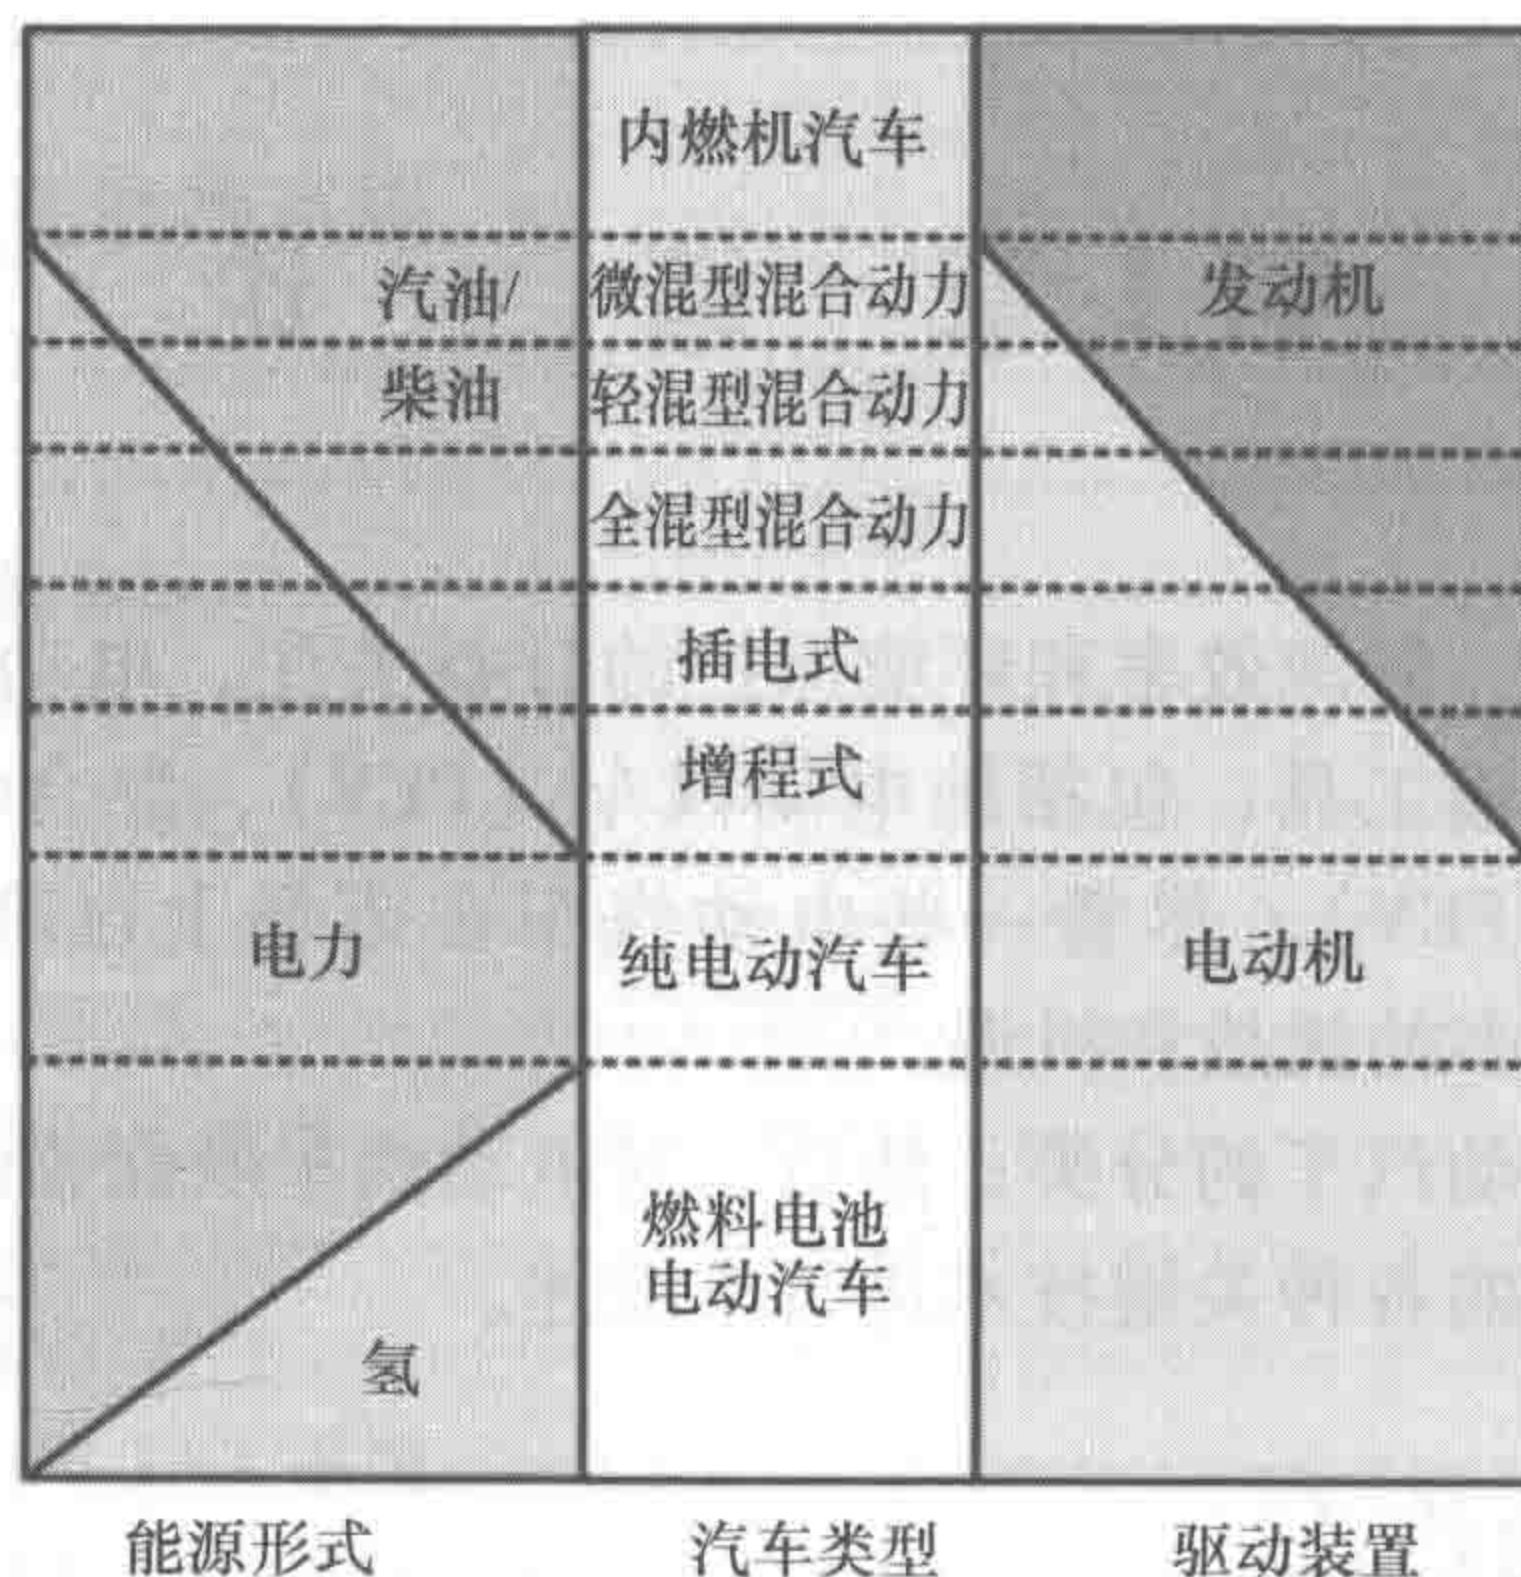 内燃机汽车
汽油/
柴油
微混型混合动力
轻混型混合动力
全混型混合动力
插电式
增程式
发动机
电力
纯电动汽车
电动机
燃料电池
电动汽车
氢
能源形式
汽车类型
驱动装置